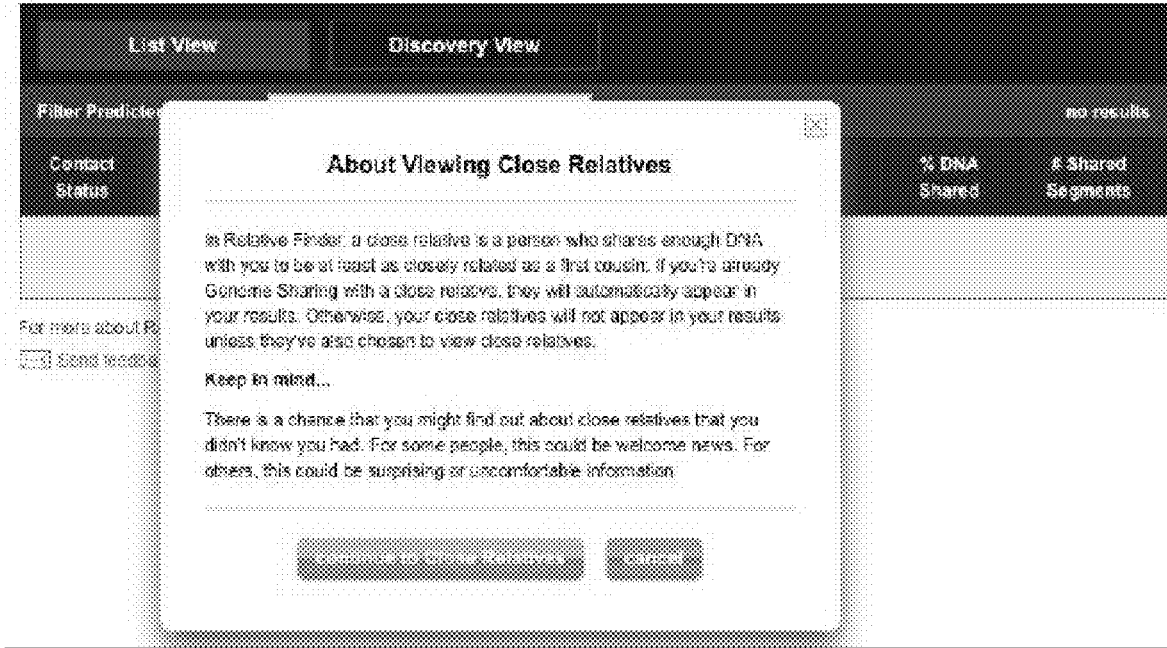 List View
Discovery View
Filter Predicte
no results
Contact
Status
% DNA
Shared
# Shared
Segments
About Viewing Close Relatives
In Relative Finder, a close relative is a person who shares enough DNA
with you to be at least as closely related as a first cousin. If you're already
Genome Sharing with a close relative, they will automatically appear in
your results. Otherwise, your close relatives will not appear in your results
unless they've also chosen to view close relatives.
Keep in mind...
There is a chance that you might find out about close relatives that you
didn't know you had. For some people, this could be welcome news. For
others, this could be surprising or uncomfortable information.
For more about R
Send feedba